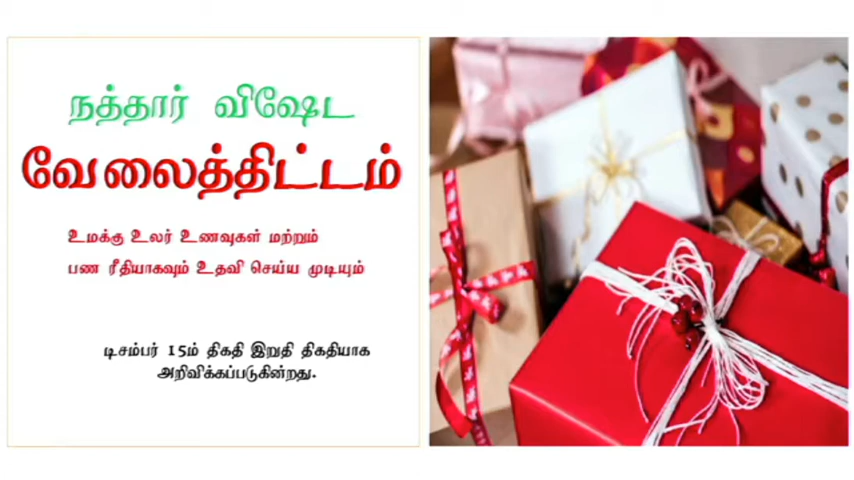 நத்தார் விஷேட
வேலைத்திட்டம்
உமக்கு உலர் உணவுகள் மற்றும்
பண ரீதியாகவும் உதவி செய்ய முடியும்
டிசம்பர் 15ம் திகதி இறுதி திகதியாக
அறிவிக்கப்படுகின்றது.